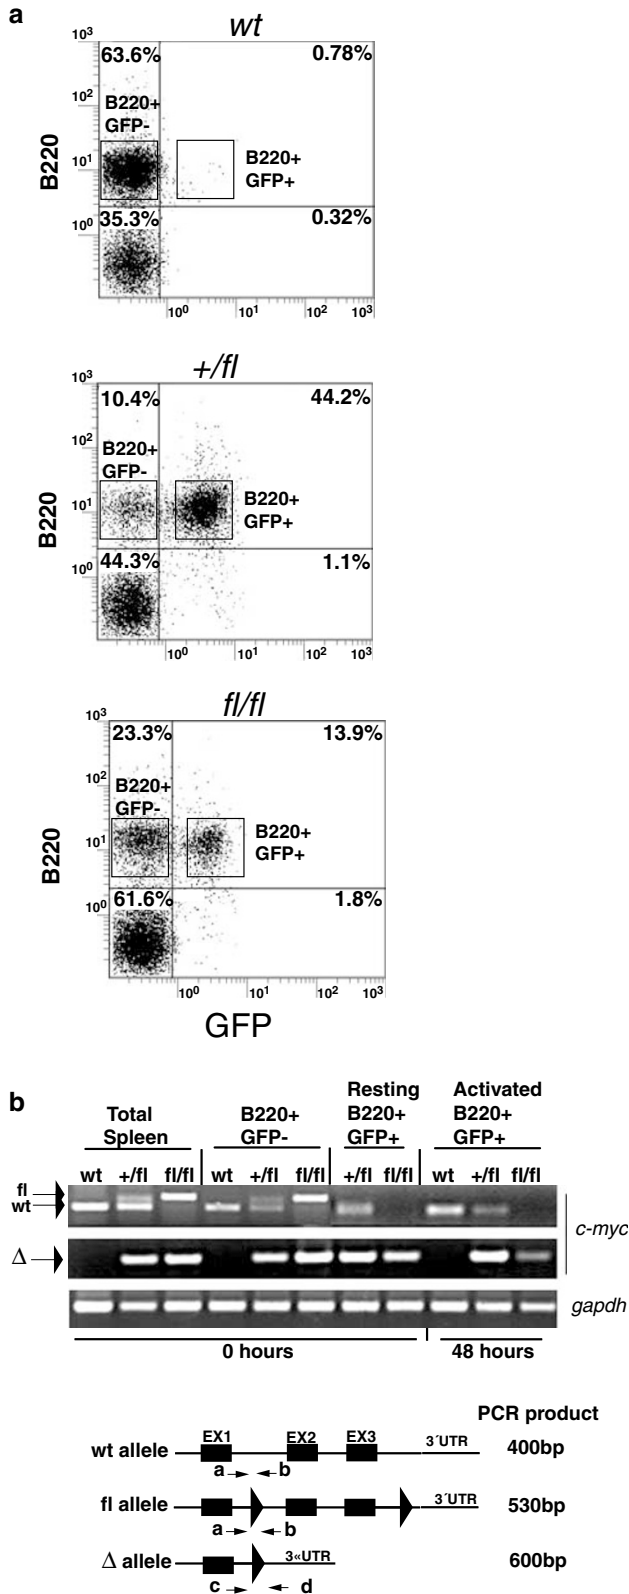 a
wt
10³
63.6%
0.78%
10²
B220+
GFP-
B220
10¹
B220+
GFP+
35.3%
0.32%
10⁰
10⁰ 10¹ 10² 10³
+/fl
10³
10.4%
44.2%
10²
B220+
GFP-
B220
10¹
B220+
GFP+
44.3%
1.1%
10⁰
10⁰ 10¹ 10² 10³
fl/fl
10³
23.3%
13.9%
10²
B220+
GFP-
B220
10¹
B220+
GFP+
61.6%
1.8%
10⁰
10⁰ 10¹ 10² 10³
GFP
b
Total
Spleen
B220+
GFP-
Resting
B220+
GFP+
Activated
B220+
GFP+
wt +/fl fl/fl wt +/fl fl/fl +/fl fl/fl wt +/fl fl/fl
fl
wt
c-myc
Δ
gapdh
0 hours
48 hours
PCR product
wt allele EX1 EX2 EX3 3´UTR 400bp
a b
fl allele 3´UTR 530bp
a b
Δ allele 3«UTR 600bp
c d